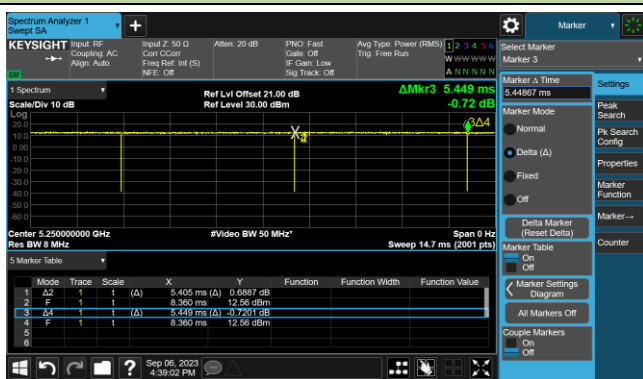 Spectrum Analyzer 1
Swept SA
+
Marker
KEYSIGHT Input: RF Input Z: 50 Ω Atten: 20 dB PNO: Fast Avg Type: Power (RMS) 1 2 3 4 5 6
Coupling: AC Corr CCorr Gate: Off Trig: Free Run W W W W W W
Align: Auto Freq Ref: Int (S) IF Gain: Low
NFE: Off Sig Track: Off A N N N N N
LXI
Select Marker
Marker 3
1 Spectrum
Scale/Div 10 dB
Ref Lvl Offset 21.00 dB
Ref Level 30.00 dBm
ΔMkr3 5.449 ms
-0.72 dB
Log
20.0
10.0
0.00
-10.0
-20.0
-30.0
-40.0
-50.0
-60.0
3Δ4
Center 5.250000000 GHz #Video BW 50 MHz* Span 0 Hz
Res BW 8 MHz Sweep 14.7 ms (2001 pts)
5 Marker Table
Mode Trace Scale X Y Function Function Width Function Value
1 Δ2 1 t (Δ) 5.405 ms (Δ) 0.6887 dB
2 F 1 t 8.360 ms 12.56 dBm
3 Δ4 1 t (Δ) 5.449 ms (Δ) -0.7201 dB
4 F 1 t 8.360 ms 12.56 dBm
5
6
Marker Δ Time
5.44867 ms
Marker Mode
Normal
Delta (Δ)
Fixed
Off
Delta Marker
(Reset Delta)
Marker Table
On
Off
Marker Settings
Diagram
All Markers Off
Couple Markers
On
Off
Settings
Peak
Search
Pk Search
Config
Properties
Marker
Function
Marker→
Counter
?
Sep 06, 2023
4:39:02 PM